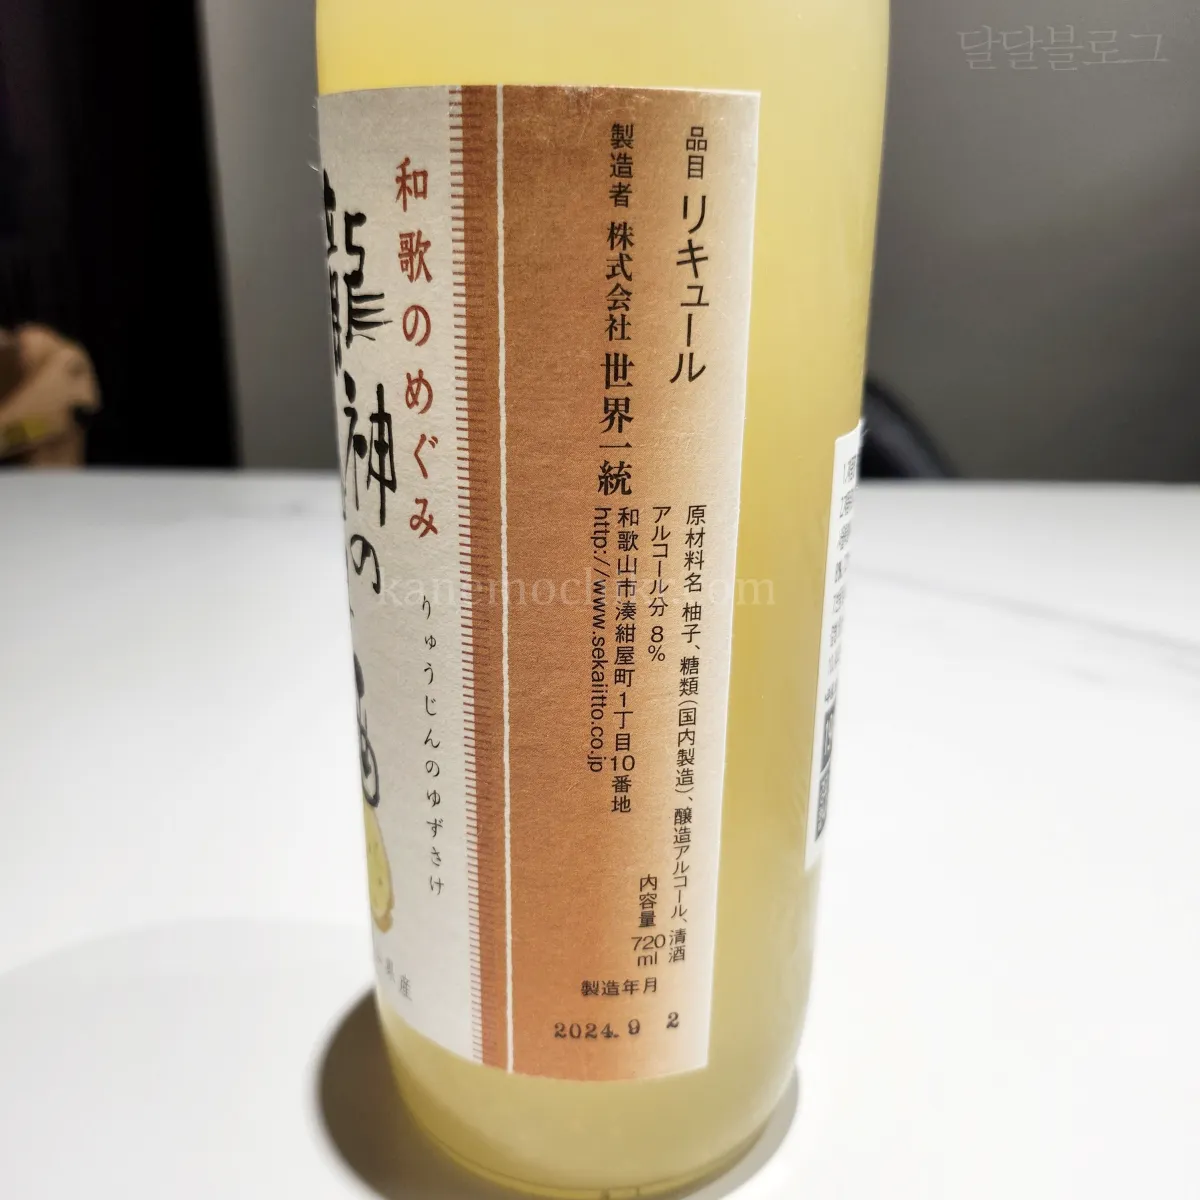 달달블로그
品目 リキュール
原材料名 柚子、糖類(国内製造)、醸造アルコール、清酒
アルコール分 8%
内容量 720ml
製造者 株式会社 世界一統
和歌山市湊紺屋町1丁目10番地
http://www.sekaiitto.co.jp
製造年月
2024. 9 2
和歌のめぐみ
龍神の
りゅうじんのゆずさけ
県産